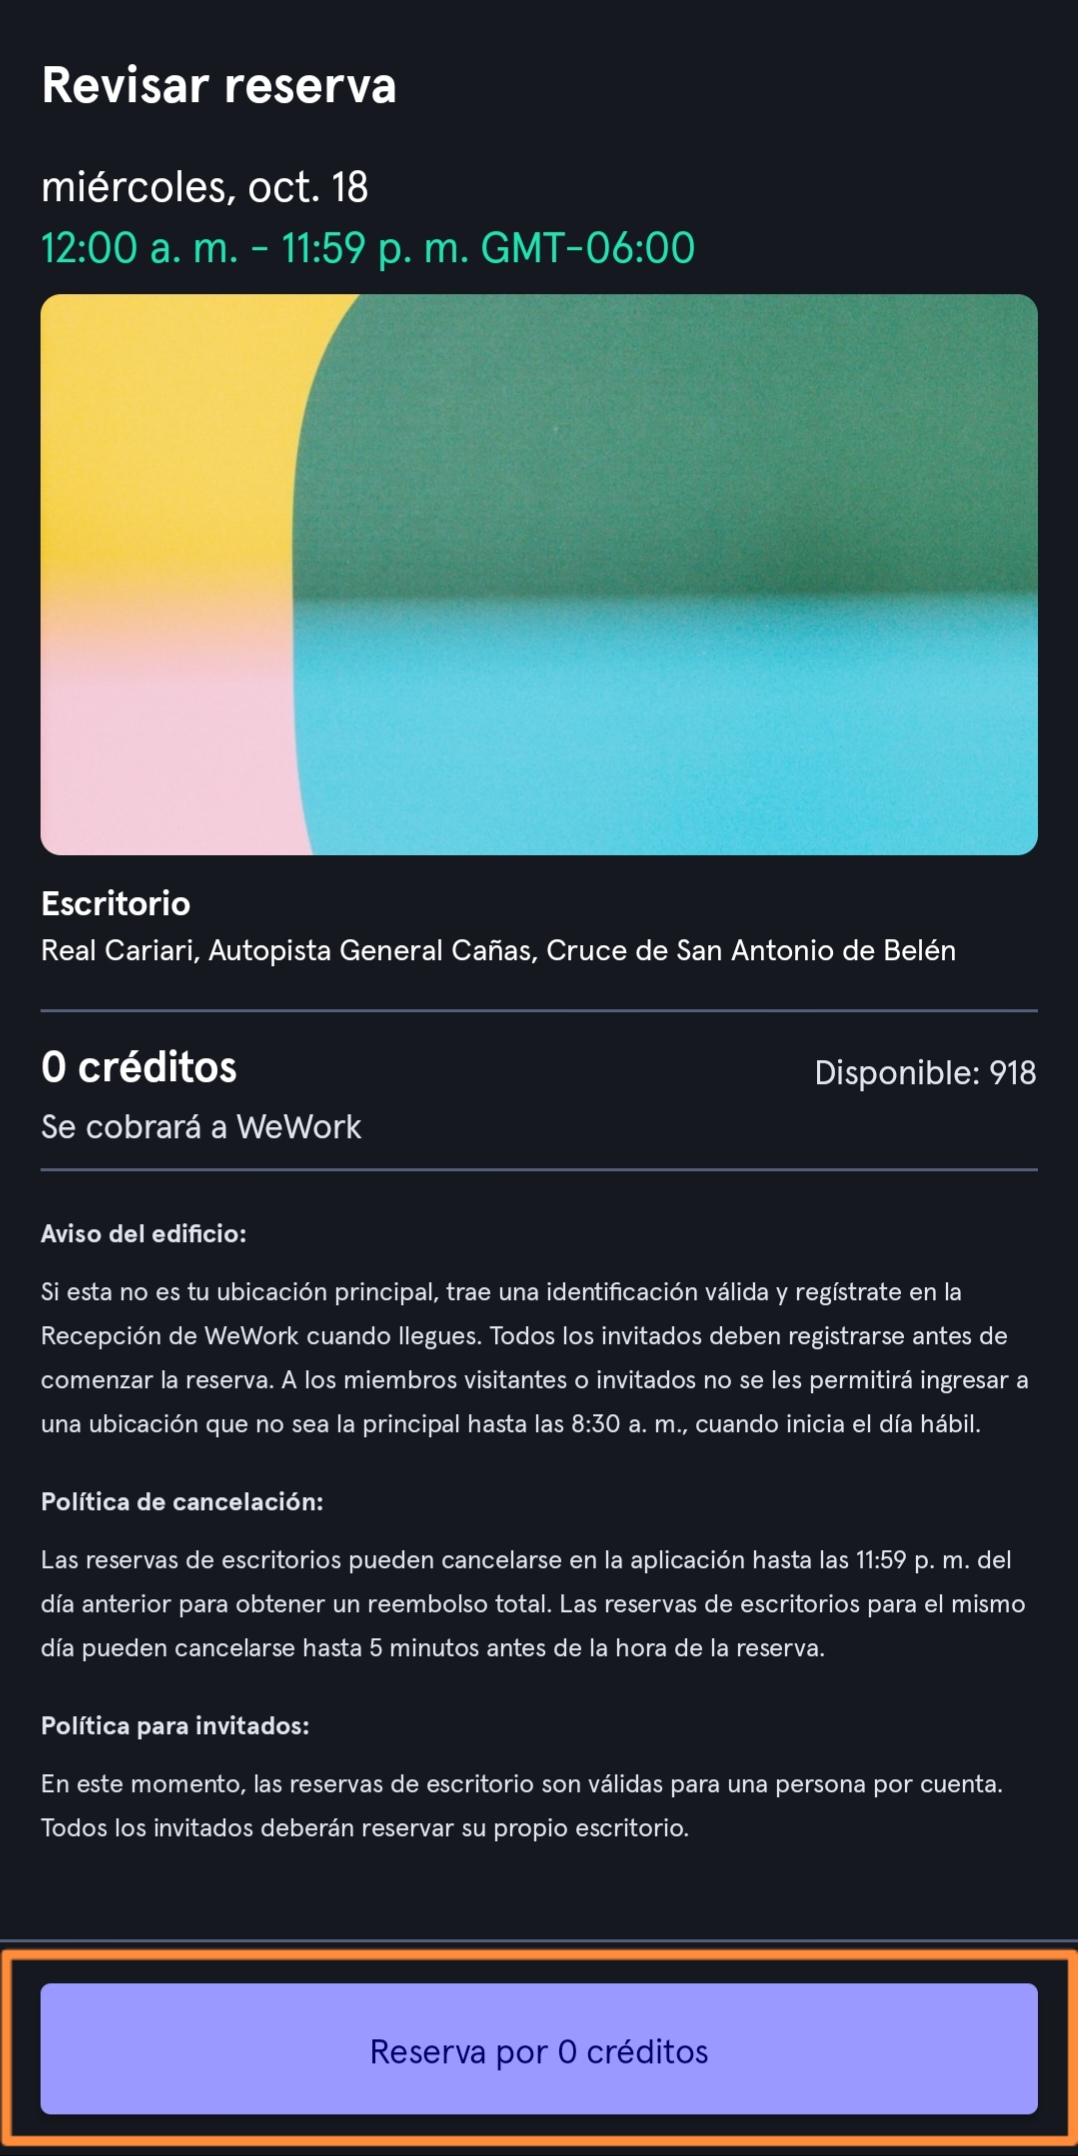 Revisar reserva
miércoles, oct. 18
12:00 a. m. - 11:59 p. m. GMT-06:00
Escritorio
Real Cariari, Autopista General Cañas, Cruce de San Antonio de Belén
0 créditos
Disponible: 918
Se cobrará a WeWork
Aviso del edificio:
Si esta no es tu ubicación principal, trae una identificación válida y regístrate en la
Recepción de WeWork cuando llegues. Todos los invitados deben registrarse antes de
comenzar la reserva. A los miembros visitantes o invitados no se les permitirá ingresar a
una ubicación que no sea la principal hasta las 8:30 a. m., cuando inicia el día hábil.
Política de cancelación:
Las reservas de escritorios pueden cancelarse en la aplicación hasta las 11:59 p. m. del
día anterior para obtener un reembolso total. Las reservas de escritorios para el mismo
día pueden cancelarse hasta 5 minutos antes de la hora de la reserva.
Política para invitados:
En este momento, las reservas de escritorio son válidas para una persona por cuenta.
Todos los invitados deberán reservar su propio escritorio.
Reserva por 0 créditos